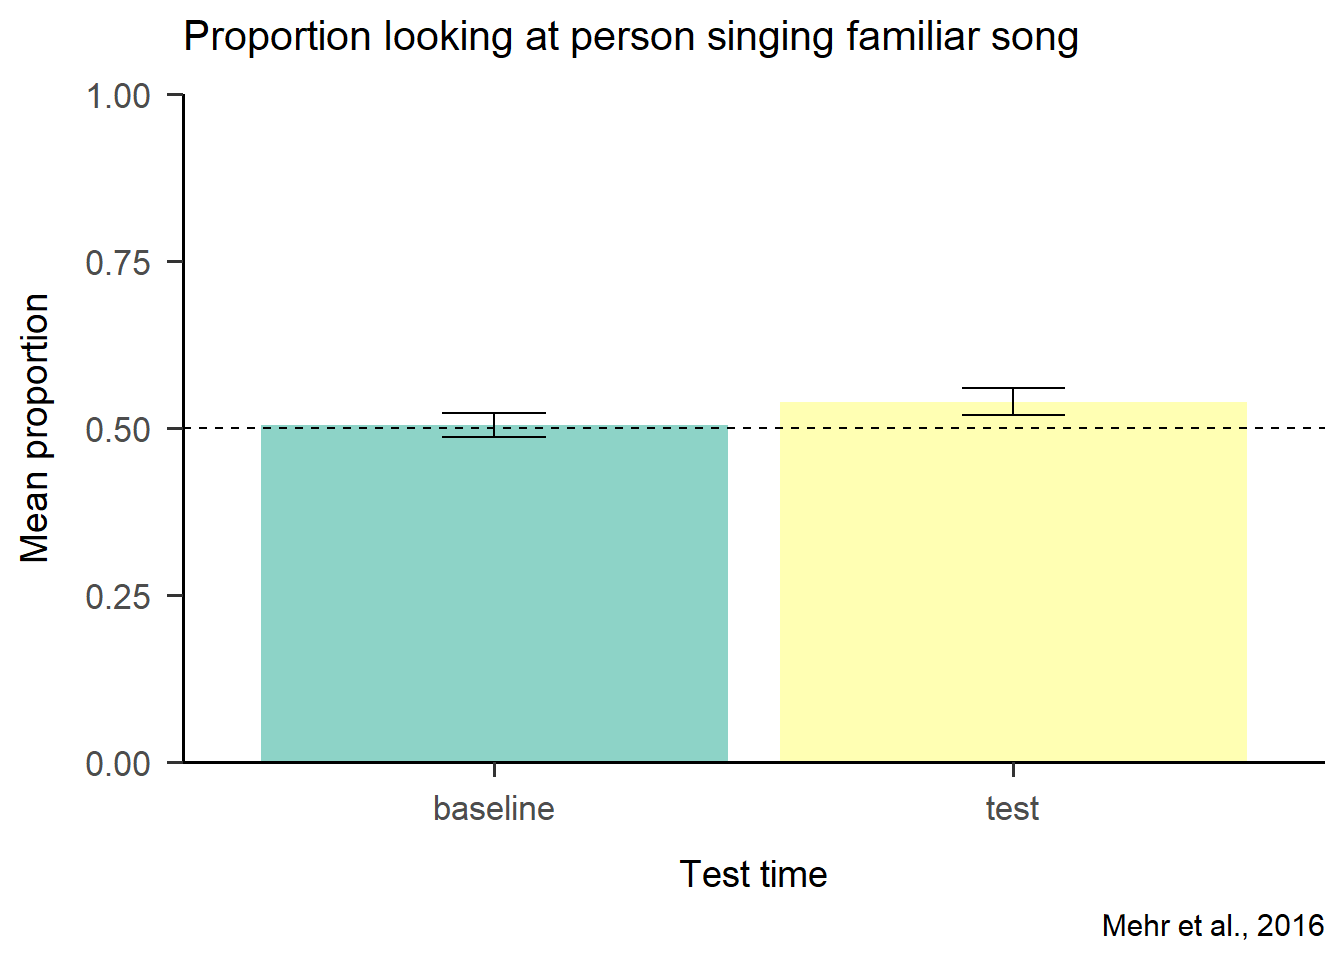 Proportion looking at person singing familiar song
1.00
0.75
0.50
0.25
0.00
Mean proportion
baseline
test
Test time
Mehr et al., 2016